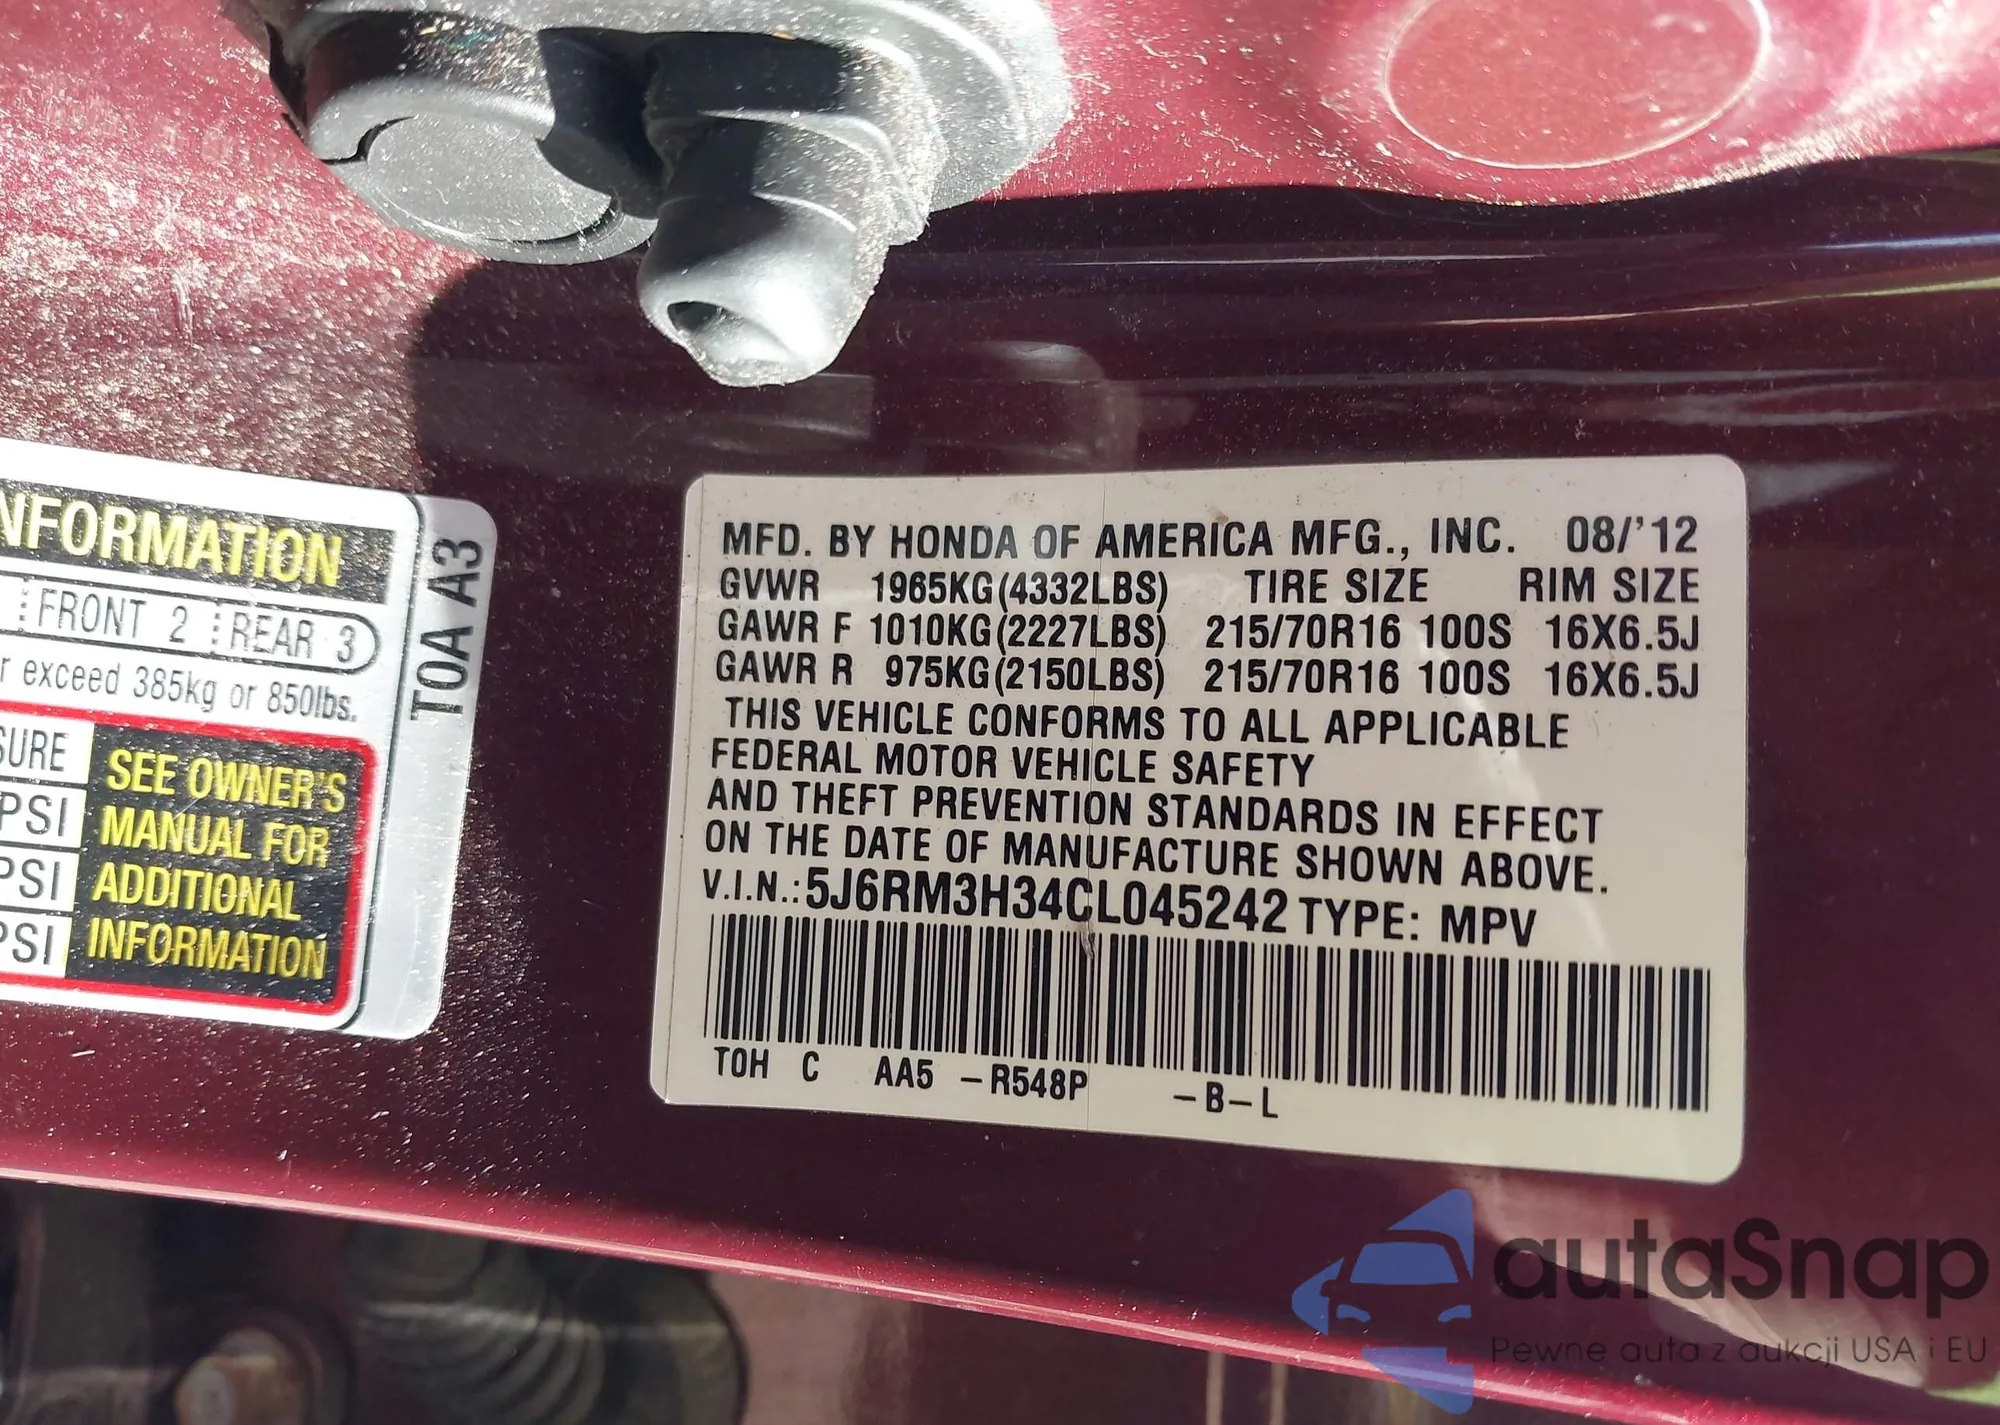 NFORMATION
FRONT 2 REAR 3
r exceed 385kg or 850lbs.
SURE
PSI
PSI
PSI
SEE OWNER'S
MANUAL FOR
ADDITIONAL
INFORMATION
T0A A3
MFD. BY HONDA OF AMERICA MFG., INC. 08/'12
GVWR 1965KG(4332LBS) TIRE SIZE RIM SIZE
GAWR F 1010KG(2227LBS) 215/70R16 100S 16X6.5J
GAWR R 975KG(2150LBS) 215/70R16 100S 16X6.5J
THIS VEHICLE CONFORMS TO ALL APPLICABLE
FEDERAL MOTOR VEHICLE SAFETY
AND THEFT PREVENTION STANDARDS IN EFFECT
ON THE DATE OF MANUFACTURE SHOWN ABOVE.
V.I.N.:5J6RM3H34CL045242 TYPE: MPV
T0H C AA5 -R548P -B-L
autaSnap
Pewne auta z aukcji USA i EU